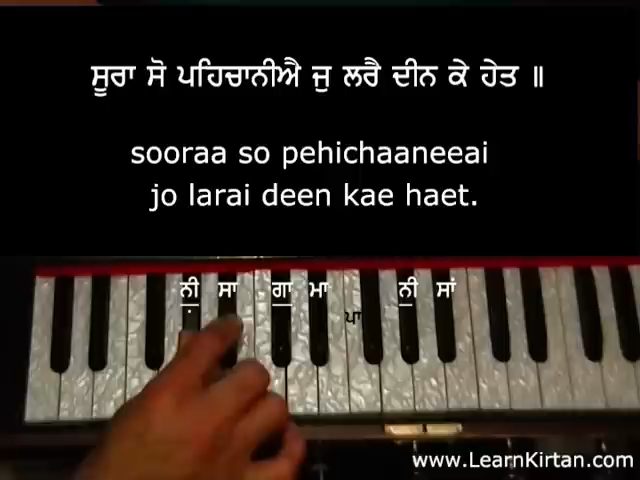 ਸੂਰਾ ਸੋ ਪਹਿਚਾਨੀਐ ਜੁ ਲਰੈ ਦੀਨ ਕੇ ਹੇਤ ॥
sooraa so pehichaaneeai
jo larai deen kae haet.
ਨੀ਼ ਸਾ ਗਾ ਮਾ ਪਾ ਨੀ ਸਾਂ
www.LearnKirtan.com